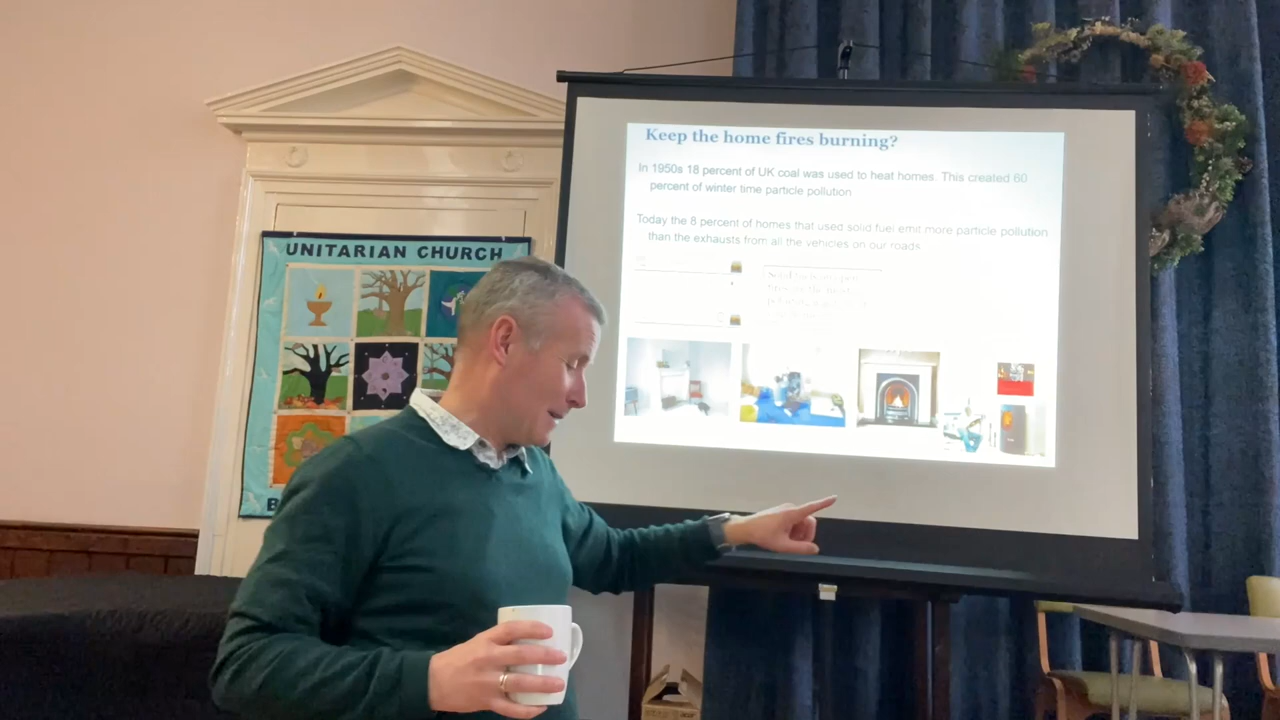 Keep the home fires burning?
In 1950s 18 percent of UK coal was used to heat homes. This created 60
percent of winter time particle pollution
Today the 8 percent of homes that used solid fuel emit more particle pollution
than the exhausts from all the vehicles on our roads.
UNITARIAN CHURCH
B